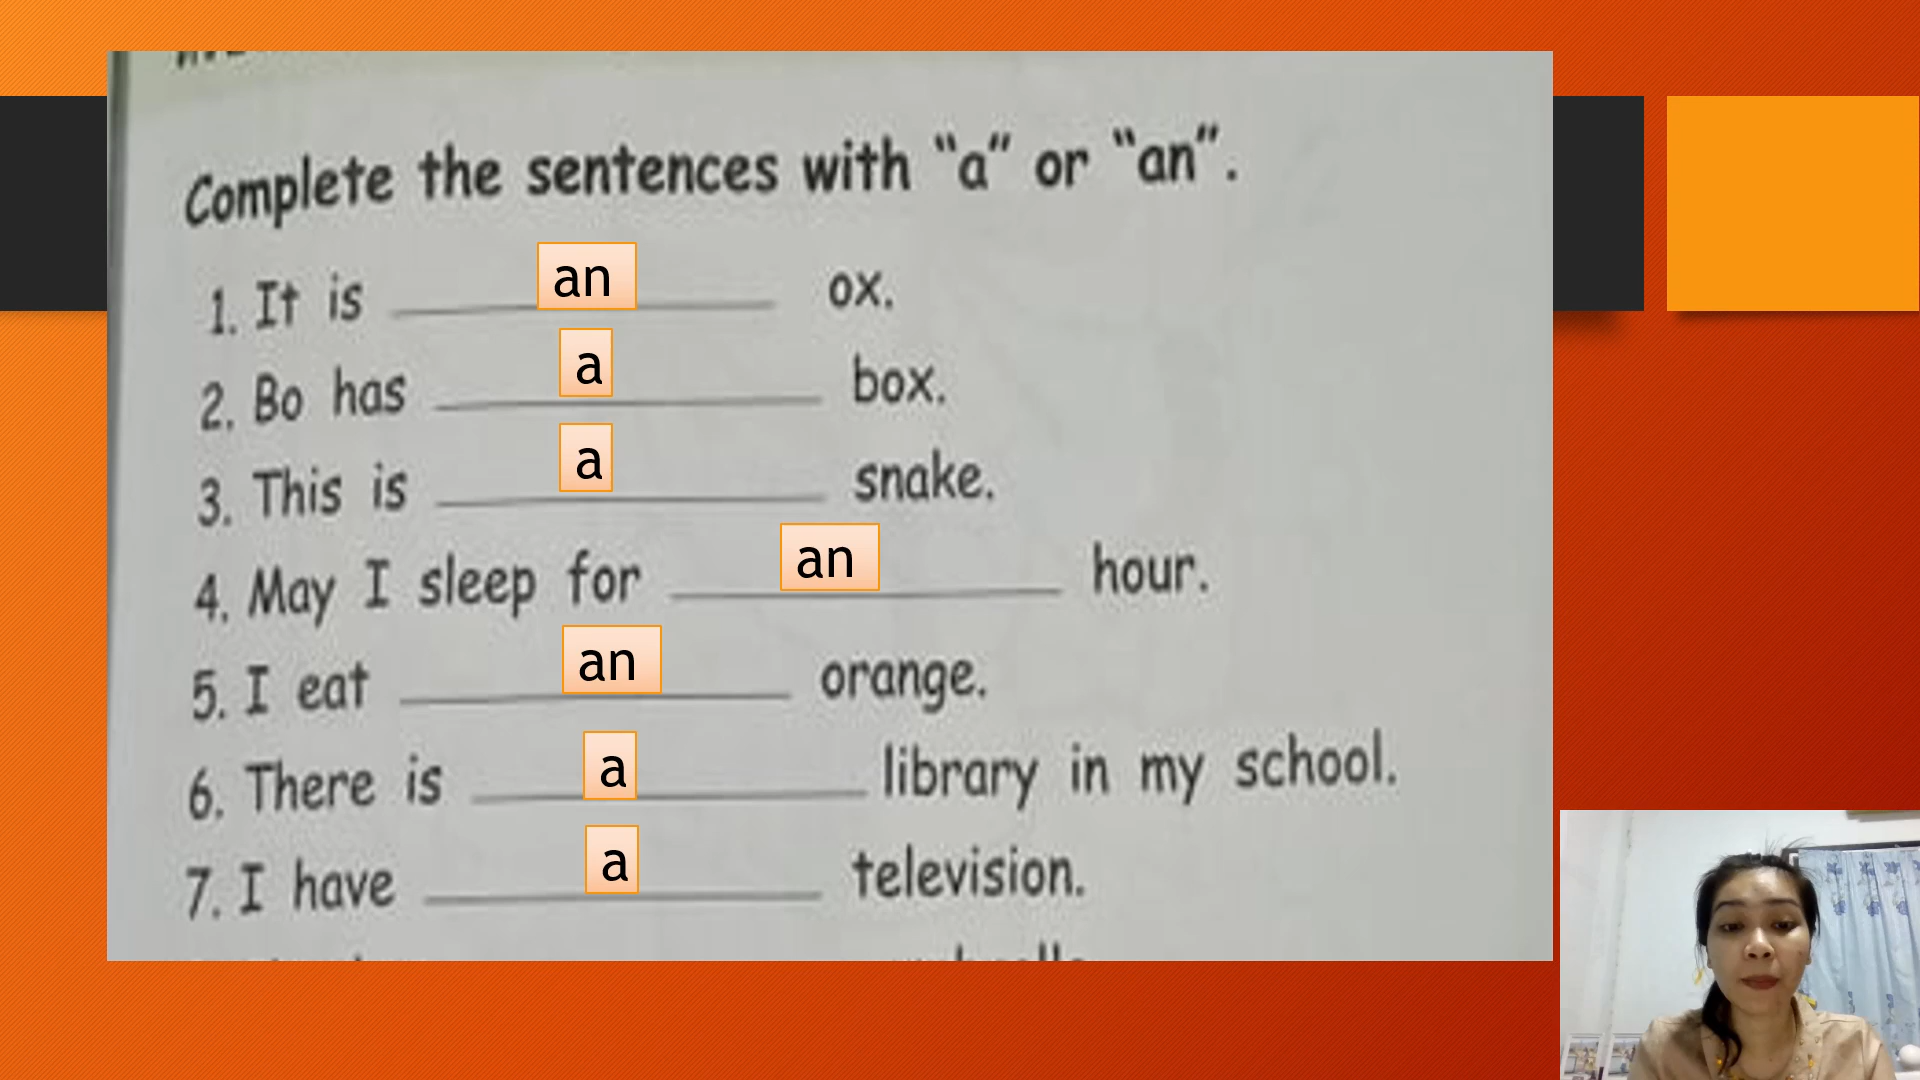 Complete the sentences with “a” or “an”.
1. It is an ox.
2. Bo has a box.
3. This is a snake.
4. May I sleep for an hour.
5. I eat an orange.
6. There is a library in my school.
7. I have a television.